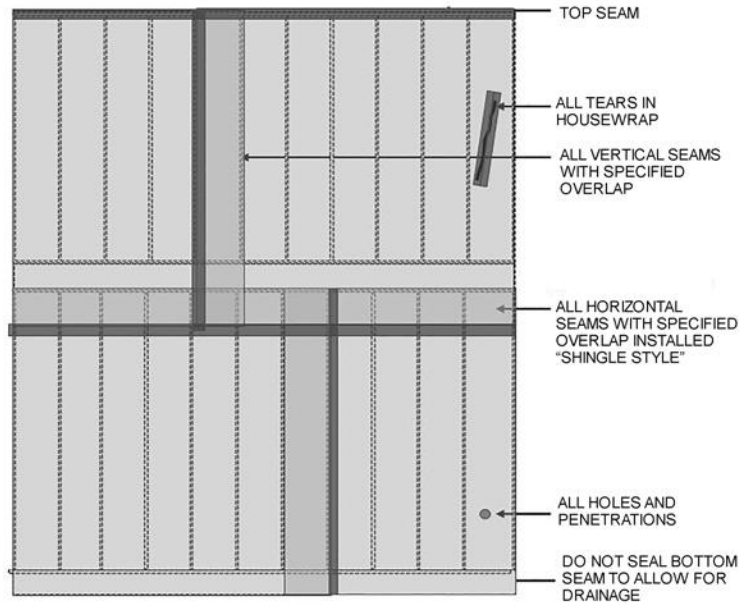 TOP SEAM
ALL TEARS IN
HOUSEWRAP
ALL VERTICAL SEAMS
WITH SPECIFIED
OVERLAP
ALL HORIZONTAL
SEAMS WITH SPECIFIED
OVERLAP INSTALLED
“SHINGLE STYLE”
ALL HOLES AND
PENETRATIONS
DO NOT SEAL BOTTOM
SEAM TO ALLOW FOR
DRAINAGE